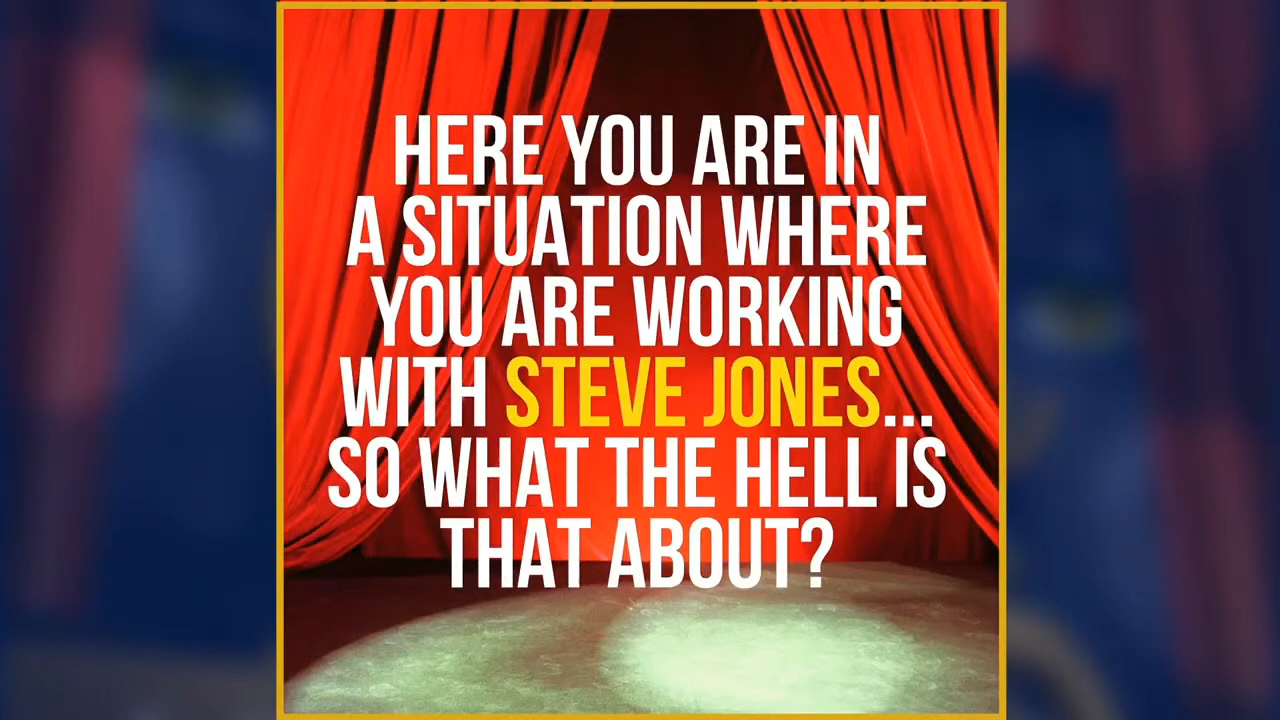 HERE YOU ARE IN
A SITUATION WHERE
YOU ARE WORKING
WITH STEVE JONES...
SO WHAT THE HELL IS
THAT ABOUT?